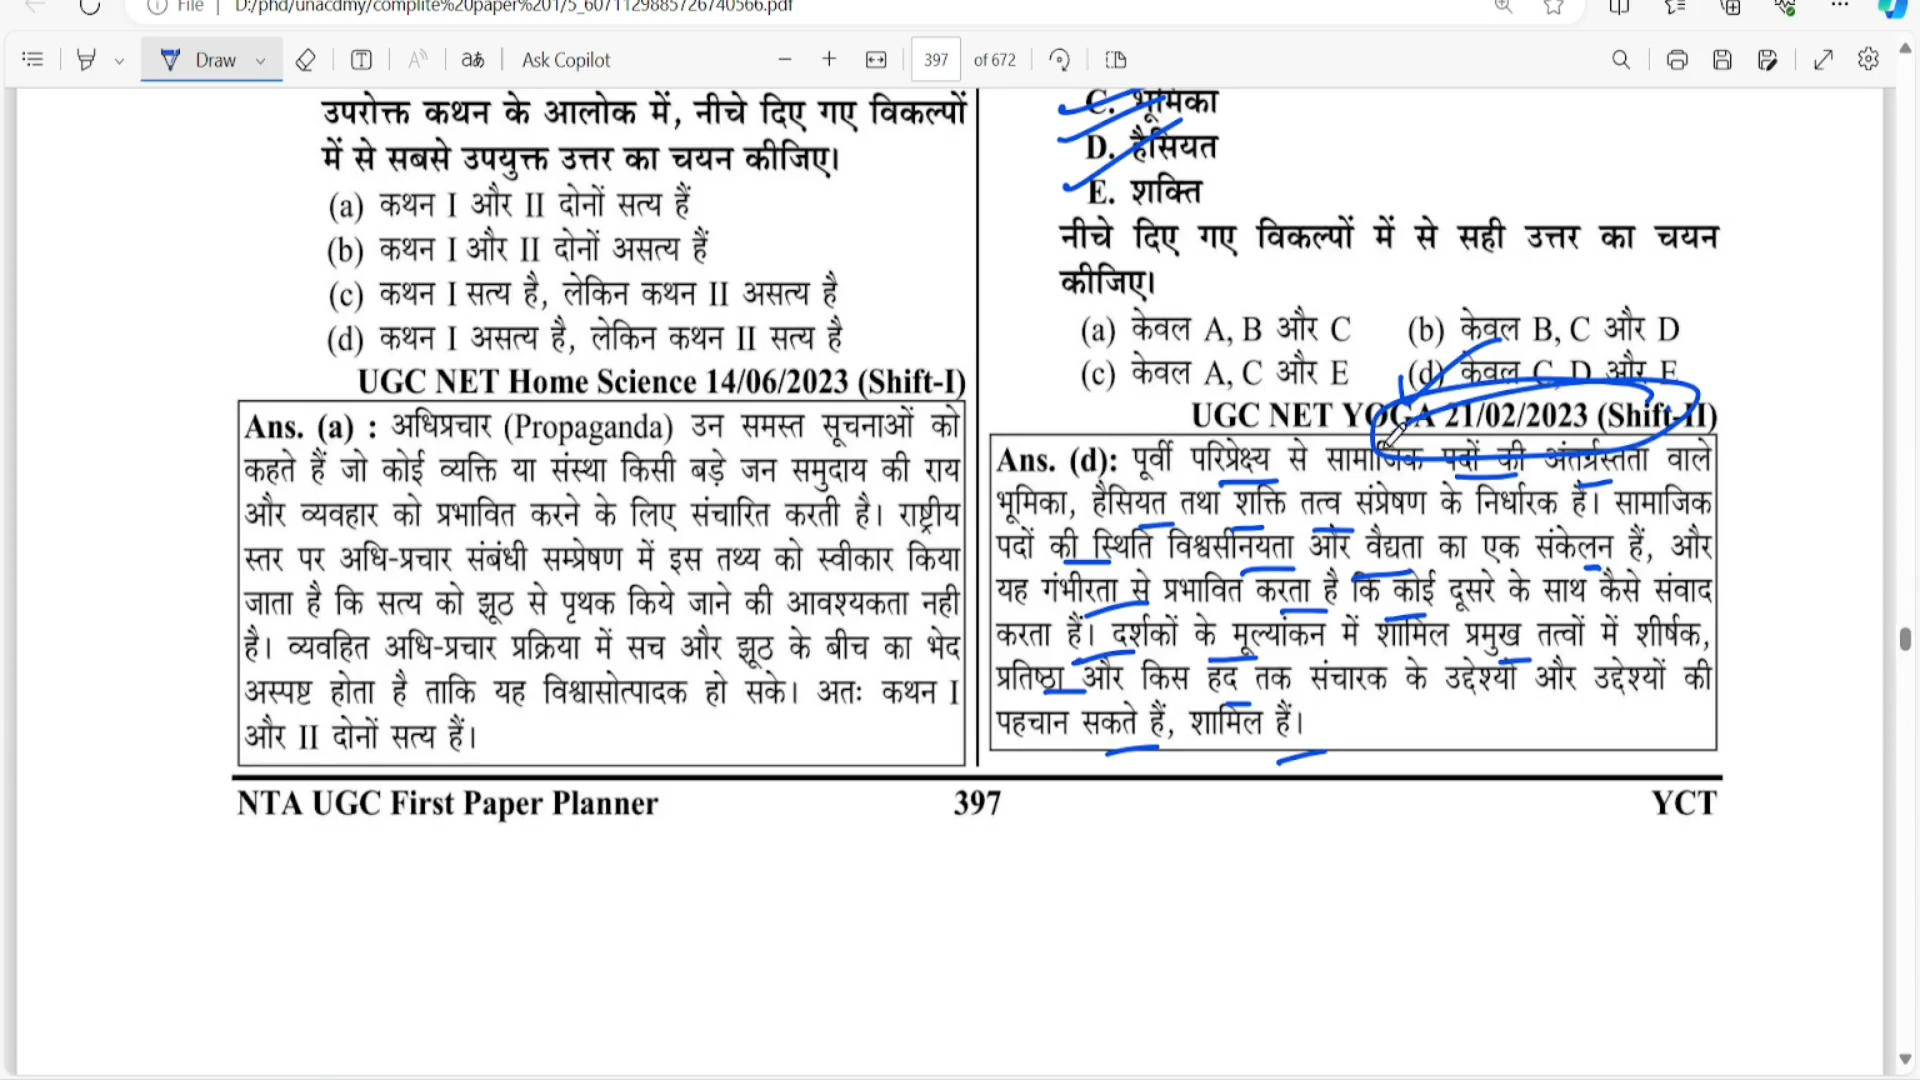 File
D:/phd/unacdmy/complite%20paper%201/5_6071129885726740566.pdf
Draw
Ask Copilot
397
of 672
उपरोक्त कथन के आलोक में, नीचे दिए गए विकल्पों
में से सबसे उपयुक्त उत्तर का चयन कीजिए।
(a) कथन I और II दोनों सत्य हैं
(b) कथन I और II दोनों असत्य हैं
(c) कथन I सत्य है, लेकिन कथन II असत्य है
(d) कथन I असत्य है, लेकिन कथन II सत्य है
UGC NET Home Science 14/06/2023 (Shift-I)
Ans. (a) : अधिप्रचार (Propaganda) उन समस्त सूचनाओं को
कहते हैं जो कोई व्यक्ति या संस्था किसी बड़े जन समुदाय की राय
और व्यवहार को प्रभावित करने के लिए संचारित करती है। राष्ट्रीय
स्तर पर अधि-प्रचार संबंधी सम्प्रेषण में इस तथ्य को स्वीकार किया
जाता है कि सत्य को झूठ से पृथक किये जाने की आवश्यकता नही
है। व्यवहित अधि-प्रचार प्रक्रिया में सच और झूठ के बीच का भेद
अस्पष्ट होता है ताकि यह विश्वासोत्पादक हो सके। अतः कथन I
और II दोनों सत्य हैं।
C. भूमिका
D. हैसियत
E. शक्ति
नीचे दिए गए विकल्पों में से सही उत्तर का चयन
कीजिए।
(a) केवल A, B और C (b) केवल B, C और D
(c) केवल A, C और E (d) केवल C, D और E
UGC NET YOGA 21/02/2023 (Shift-II)
Ans. (d): पूर्वी परिप्रेक्ष्य से सामाजिक पदों की अंतर्ग्रस्तता वाले
भूमिका, हैसियत तथा शक्ति तत्व संप्रेषण के निर्धारक है। सामाजिक
पदों की स्थिति विश्वसीनयता और वैद्यता का एक संकेलन हैं, और
यह गंभीरता से प्रभावित करता है कि कोई दूसरे के साथ कैसे संवाद
करता हैं। दर्शकों के मूल्यांकन में शामिल प्रमुख तत्वों में शीर्षक,
प्रतिष्ठा और किस हद तक संचारक के उद्देश्यों और उद्देश्यों की
पहचान सकते हैं, शामिल हैं।
NTA UGC First Paper Planner 397 YCT